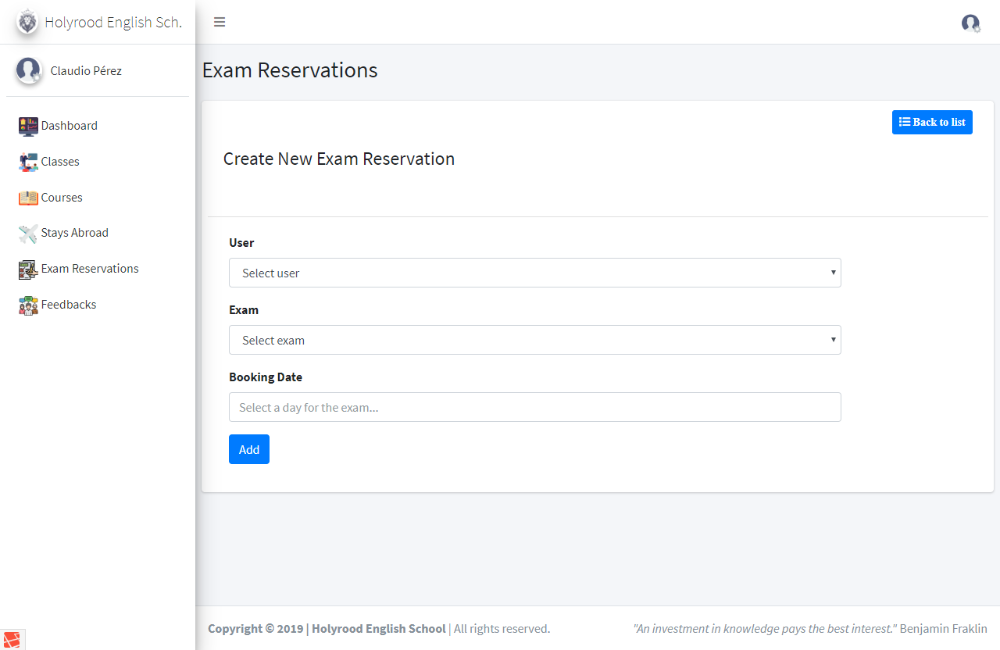 Holyrood English Sch.
Claudio Pérez
Dashboard
Classes
Courses
Stays Abroad
Exam Reservations
Feedbacks
Exam Reservations
Back to list
Create New Exam Reservation
User
Select user
Exam
Select exam
Booking Date
Select a day for the exam...
Add
Copyright © 2019 | Holyrood English School | All rights reserved.
"An investment in knowledge pays the best interest." Benjamin Fraklin